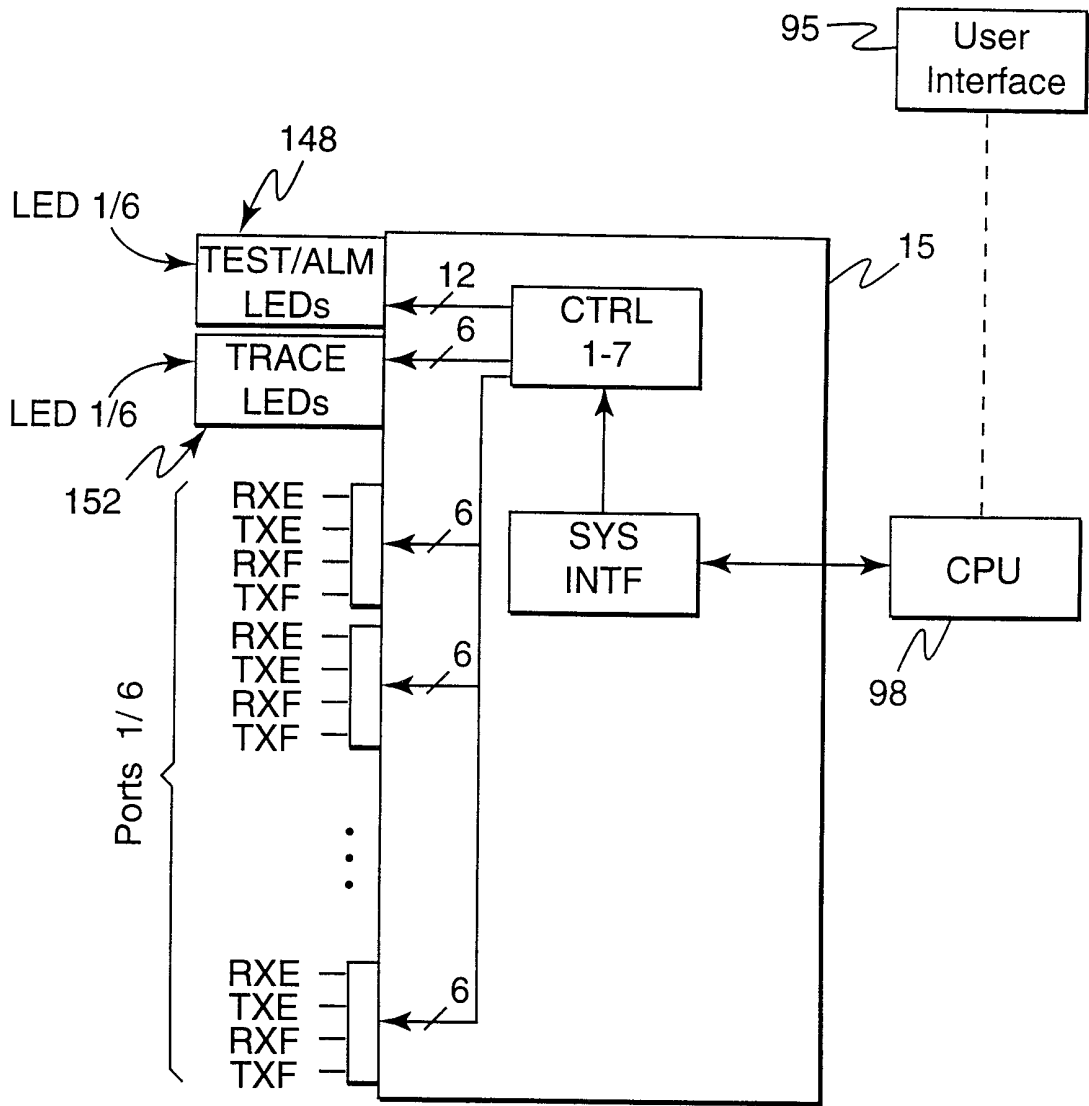 95
User
Interface
148
LED 1/6
TEST/ALM
LEDs
12
CTRL
1-7
15
6
TRACE
LEDs
LED 1/6
152
RXE
TXE
RXF
TXF
6
SYS
INTF
CPU
98
RXE
TXE
RXF
TXF
6
Ports 1/6
RXE
TXE
RXF
TXF
6